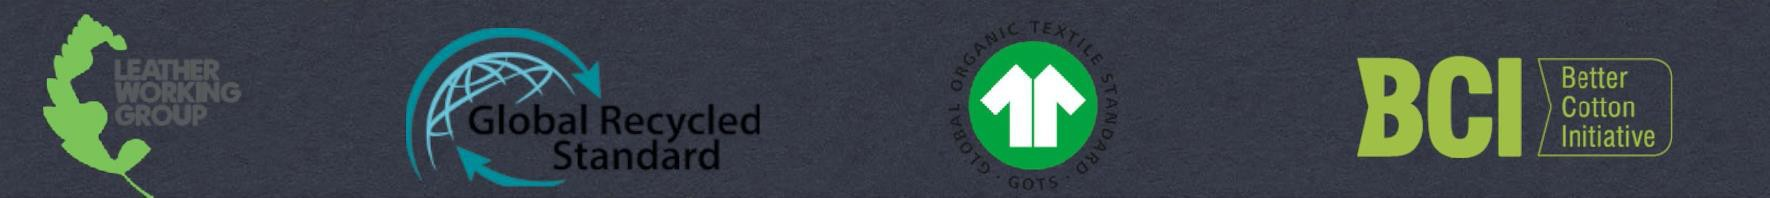 LEATHER
WORKING
GROUP
Global Recycled
Standard
GLOBAL ORGANIC TEXTILE STANDARD · GOTS ·
BCI
Better
Cotton
Initiative